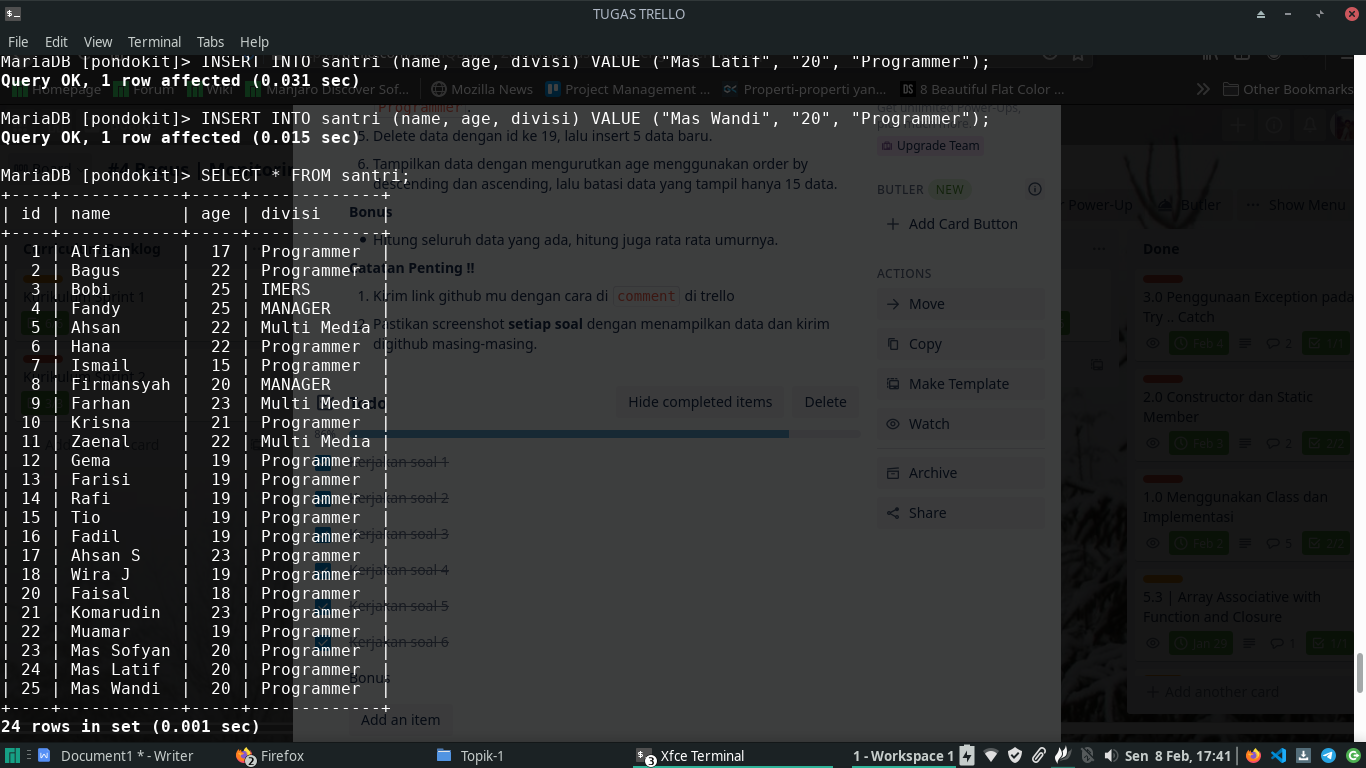 TUGAS TRELLO
File Edit View Terminal Tabs Help
MariaDB [pondokit]> INSERT INTO santri (name, age, divisi) VALUE ("Mas Latif", "20", "Programmer");
Query OK, 1 row affected (0.031 sec)
Homepage Forum Wiki Manjaro Discover Sof... Mozilla News Project Management ... Properti-properti yan... 8 Beautiful Flat Color ... Other Bookmarks
MariaDB [pondokit]> INSERT INTO santri (name, age, divisi) VALUE ("Mas Wandi", "20", "Programmer");
Query OK, 1 row affected (0.015 sec)
MariaDB [pondokit]> SELECT * FROM santri;
+----+------------+-----+-------------+
| id | name       | age | divisi      |
+----+------------+-----+-------------+
|  1 | Alfian     |  17 | Programmer  |
|  2 | Bagus      |  22 | Programmer  |
|  3 | Bobi       |  25 | IMERS       |
|  4 | Fandy      |  25 | MANAGER     |
|  5 | Ahsan      |  22 | Multi Media |
|  6 | Hana       |  22 | Programmer  |
|  7 | Ismail     |  15 | Programmer  |
|  8 | Firmansyah |  20 | MANAGER     |
|  9 | Farhan     |  23 | Multi Media |
| 10 | Krisna     |  21 | Programmer  |
| 11 | Zaenal     |  22 | Multi Media |
| 12 | Gema       |  19 | Programmer  |
| 13 | Farisi     |  19 | Programmer  |
| 14 | Rafi       |  19 | Programmer  |
| 15 | Tio        |  19 | Programmer  |
| 16 | Fadil      |  19 | Programmer  |
| 17 | Ahsan S    |  23 | Programmer  |
| 18 | Wira J     |  19 | Programmer  |
| 20 | Faisal     |  18 | Programmer  |
| 21 | Komarudin  |  23 | Programmer  |
| 22 | Muamar     |  19 | Programmer  |
| 23 | Mas Sofyan |  20 | Programmer  |
| 24 | Mas Latif  |  20 | Programmer  |
| 25 | Mas Wandi  |  20 | Programmer  |
+----+------------+-----+-------------+
24 rows in set (0.001 sec)
Programmer.
5. Delete data dengan id ke 19, lalu insert 5 data baru.
6. Tampilkan data dengan mengurutkan age menggunakan order by
descending dan ascending, lalu batasi data yang tampil hanya 15 data.
Bonus
Hitung seluruh data yang ada, hitung juga rata rata umurnya.
Catatan Penting !!
1. Kirim link github mu dengan cara di comment di trello
2. Pastikan screenshot setiap soal dengan menampilkan data dan kirim
digithub masing-masing.
Hide completed items Delete
Kerjakan soal 1
Kerjakan soal 2
Kerjakan soal 3
Kerjakan soal 4
Kerjakan soal 5
Kerjakan soal 6
Bonus
Add an item
Get unlimited Power-Ups,
Upgrade Team
BUTLER NEW
Add Card Button
ACTIONS
Move
Copy
Make Template
Watch
Archive
Share
Power-Up Butler Show Menu
Done
3.0 Penggunaan Exception pada
Try .. Catch
Feb 4 2 1/1
2.0 Constructor dan Static
Member
Feb 3 2 2/2
1.0 Menggunakan Class dan
Implementasi
Feb 2 5 2/2
5.3 | Array Associative with
Function and Closure
Jan 29 1 1/1
Add another card
Document1 * - Writer 2 Firefox Topik-1 3 Xfce Terminal 1 - Workspace 1 Sen 8 Feb, 17:41